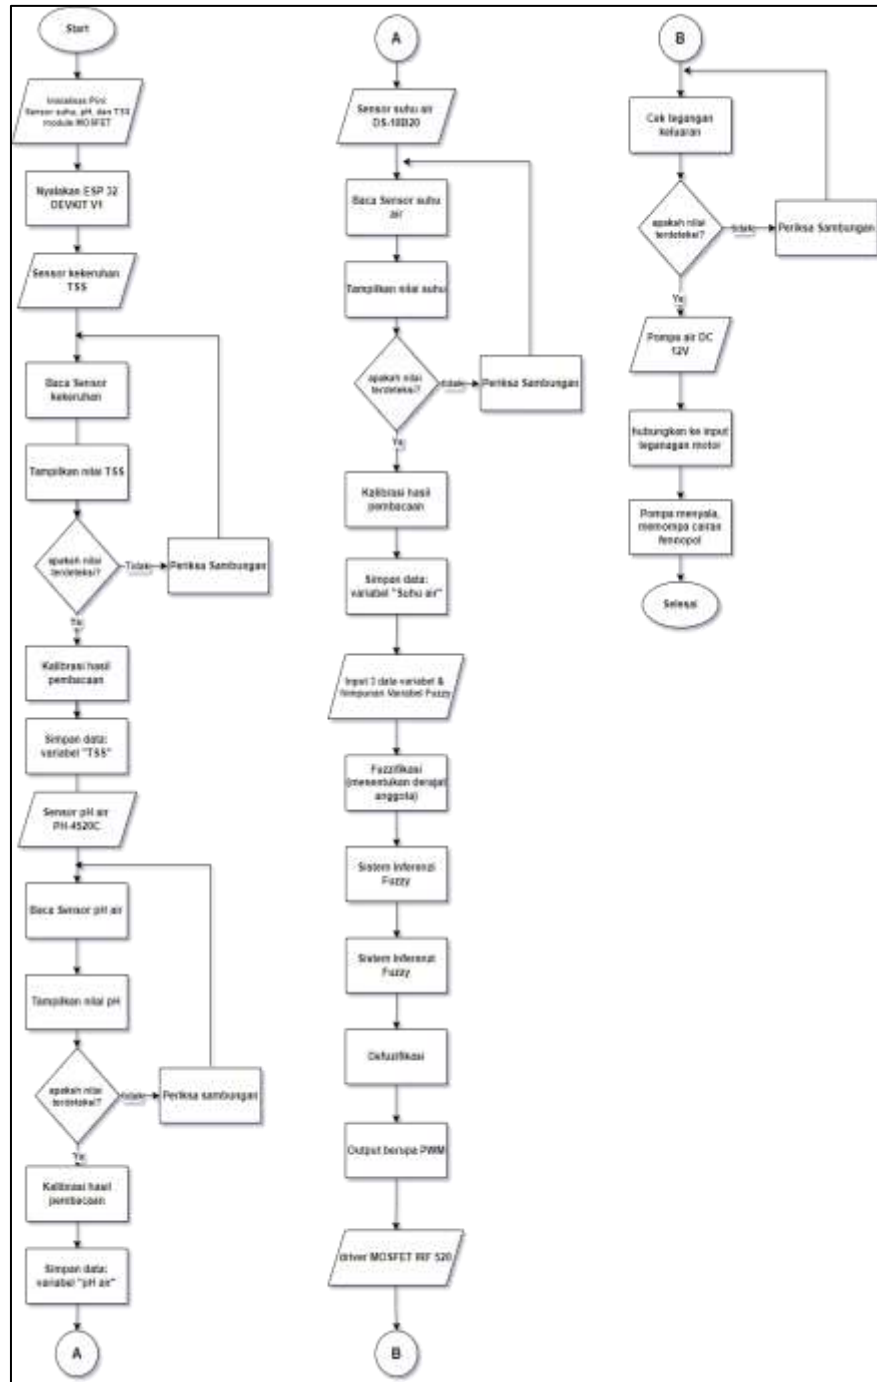 Start
Inisialisas Pin:
Sensor suhu, pH, dan TSS
module MOSFET
Nyalakan ESP 32
DEVKIT V1
Sensor kekeruhan
TSS
Baca Sensor
kekeruhan
Tampilkan nilai TSS
apakah nilai
terdeteksi?
Tidak
Periksa Sambungan
Ya
Kalibrasi hasil
pembacaan
Simpan data:
variabel "TSS"
Sensor pH air
PH-4520C
Baca Sensor pH air
Tampilkan nilai pH
apakah nilai
terdeteksi?
tidak
Periksa sambungan
Ya
Kalibrasi hasil
pembacaan
Simpan data:
variabel "pH air"
A
A
Sensor suhu air
DS-18B20
Baca Sensor suhu
air
Tampilkan nilai suhu
apakah nilai
terdeteksi?
tidak
Periksa Sambungan
Ya
Kalibrasi hasil
pembacaan
Simpan data:
variabel "Suhu air"
Input 3 data variabel &
himpunan Variabel Fuzzy
Fuzzifikasi
(menentukan derajat
anggota)
Sistem Inferenzi
Fuzzy
Sistem Inferenzi
Fuzzy
Defuzifikasi
Output berupa PWM
driver MOSFET IRF 520
B
B
Cek tegangan
keluaran
apakah nilai
terdeteksi?
tidak
Periksa Sambungan
Ya
Pompa air DC
12V
hubungkan ke input
teganagan motor
Pompa menyala,
memompa cairan
fennopol
Selesai